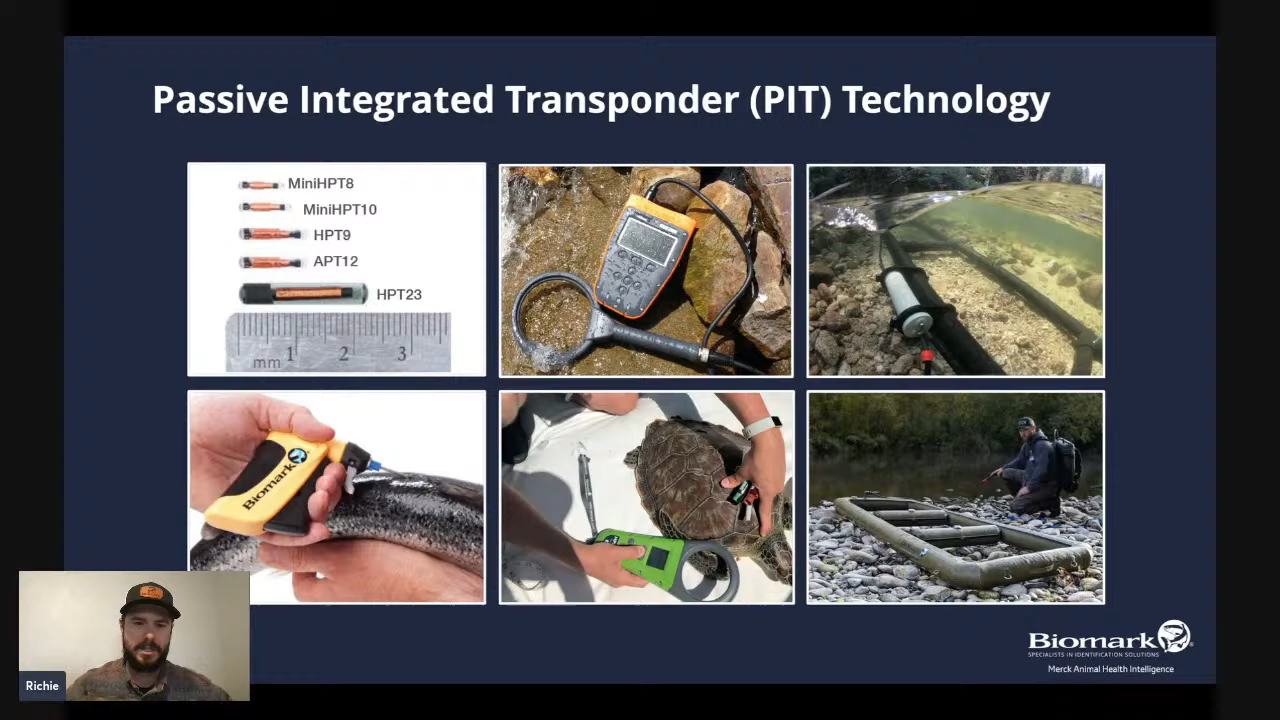 Passive Integrated Transponder (PIT) Technology
MiniHPT8
MiniHPT10
HPT9
APT12
HPT23
mm 1 2 3
Biomark
Richie
Biomark®
SPECIALISTS IN IDENTIFICATION SOLUTIONS
Merck Animal Health Intelligence